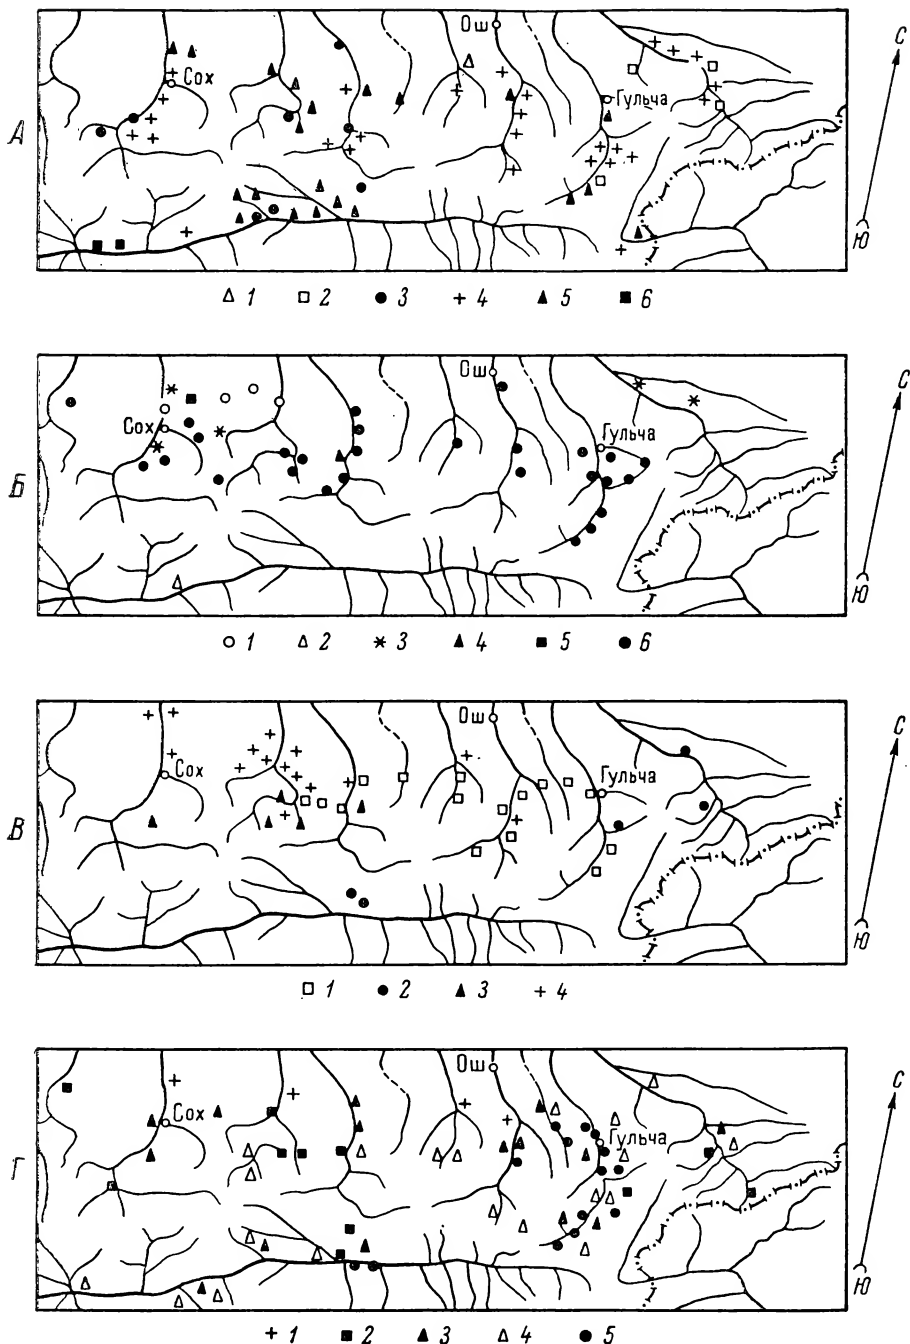 А
Ош
Сох
Гульча
С
Ю
1 2 3 4 5 6
Б
Ош
Сох
Гульча
С
Ю
1 2 3 4 5 6
В
Ош
Сох
Гульча
С
Ю
1 2 3 4
Г
Ош
Сох
Гульча
С
Ю
1 2 3 4 5